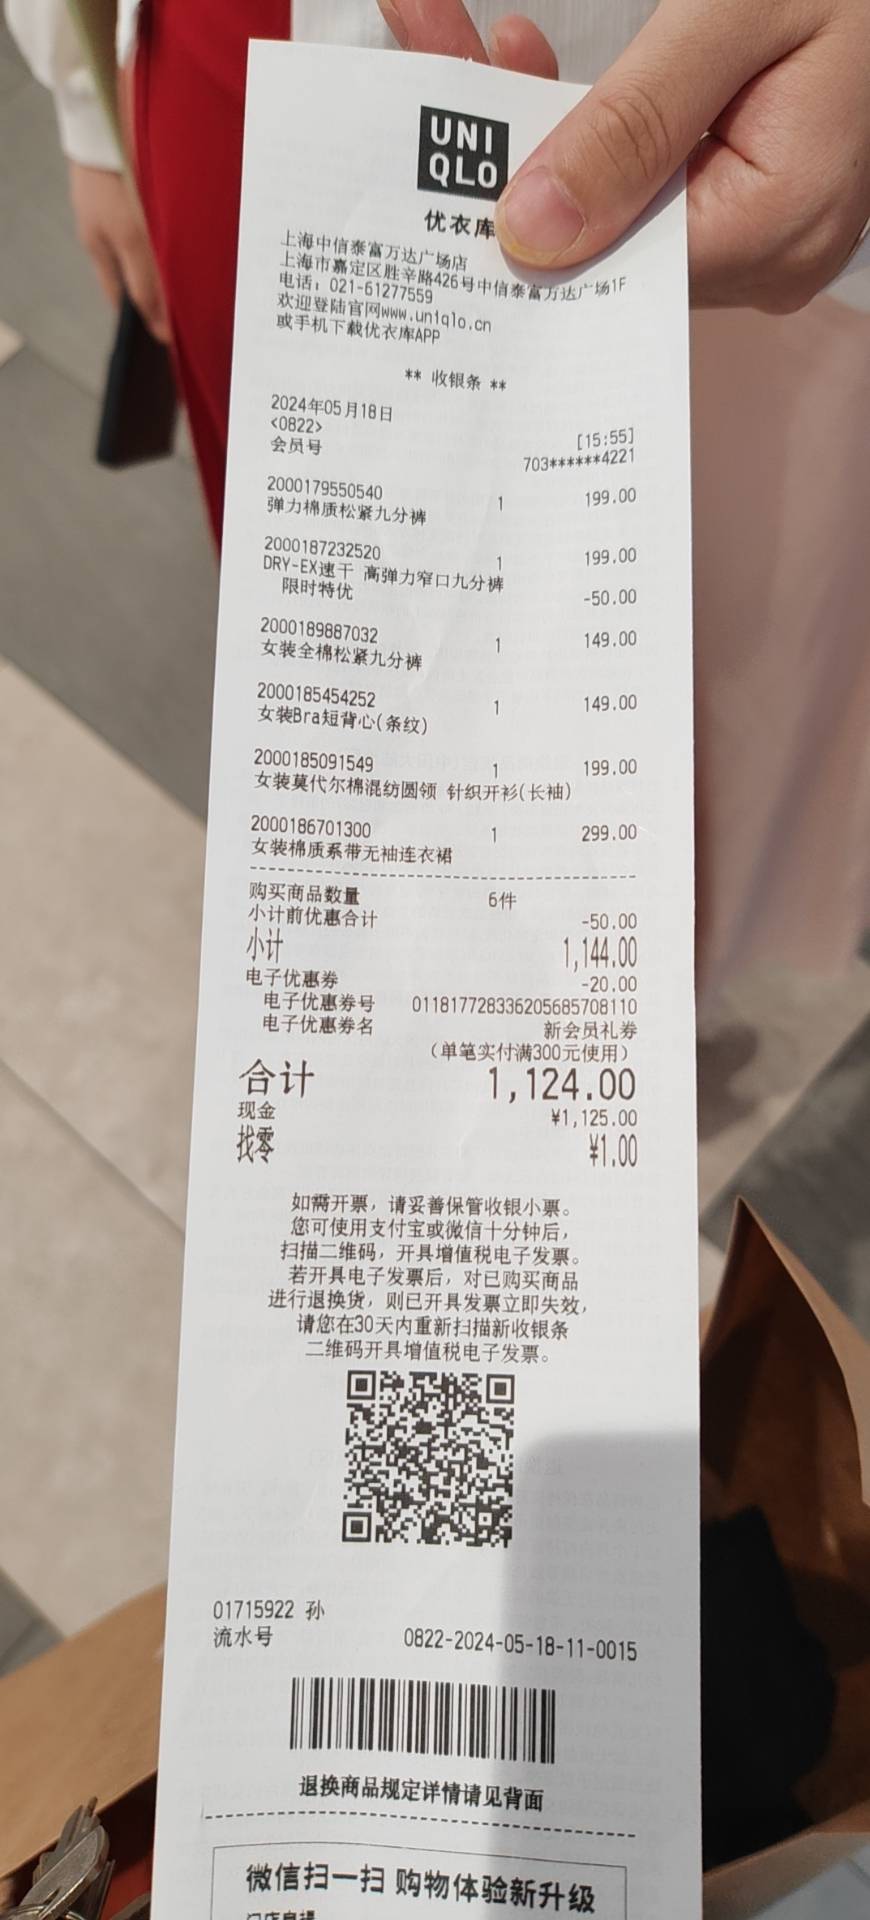 UNI
QLO
优衣库
上海中信泰富万达广场店
上海市嘉定区胜辛路426号中信泰富万达广场1F
电话：021-61277559
欢迎登陆官网www.uniqlo.cn
或手机下载优衣库APP
** 收银条 **
2024年05月18日
<0822> [15:55]
会员号 703******4221
2000179550540 1 199.00
弹力棉质松紧九分裤
2000187232520 1 199.00
DRY-EX速干 高弹力窄口九分裤
限时特优 -50.00
2000189887032 1 149.00
女装全棉松紧九分裤
2000185454252 1 149.00
女装Bra短背心(条纹)
2000185091549 1 199.00
女装莫代尔棉混纺圆领 针织开衫(长袖)
2000186701300 1 299.00
女装棉质系带无袖连衣裙
购买商品数量 6件
小计前优惠合计 -50.00
小计 1,144.00
电子优惠券 -20.00
电子优惠券号 011817728336205685708110
电子优惠券名 新会员礼券
（单笔实付满300元使用）
合计 1,124.00
现金 ¥1,125.00
找零 ¥1.00
如需开票，请妥善保管收银小票。
您可使用支付宝或微信十分钟后，
扫描二维码，开具增值税电子发票。
若开具电子发票后，对已购买商品
进行退换货，则已开具发票立即失效，
请您在30天内重新扫描新收银条
二维码开具增值税电子发票。
01715922 孙
流水号 0822-2024-05-18-11-0015
退换商品规定详情请见背面
微信扫一扫 购物体验新升级